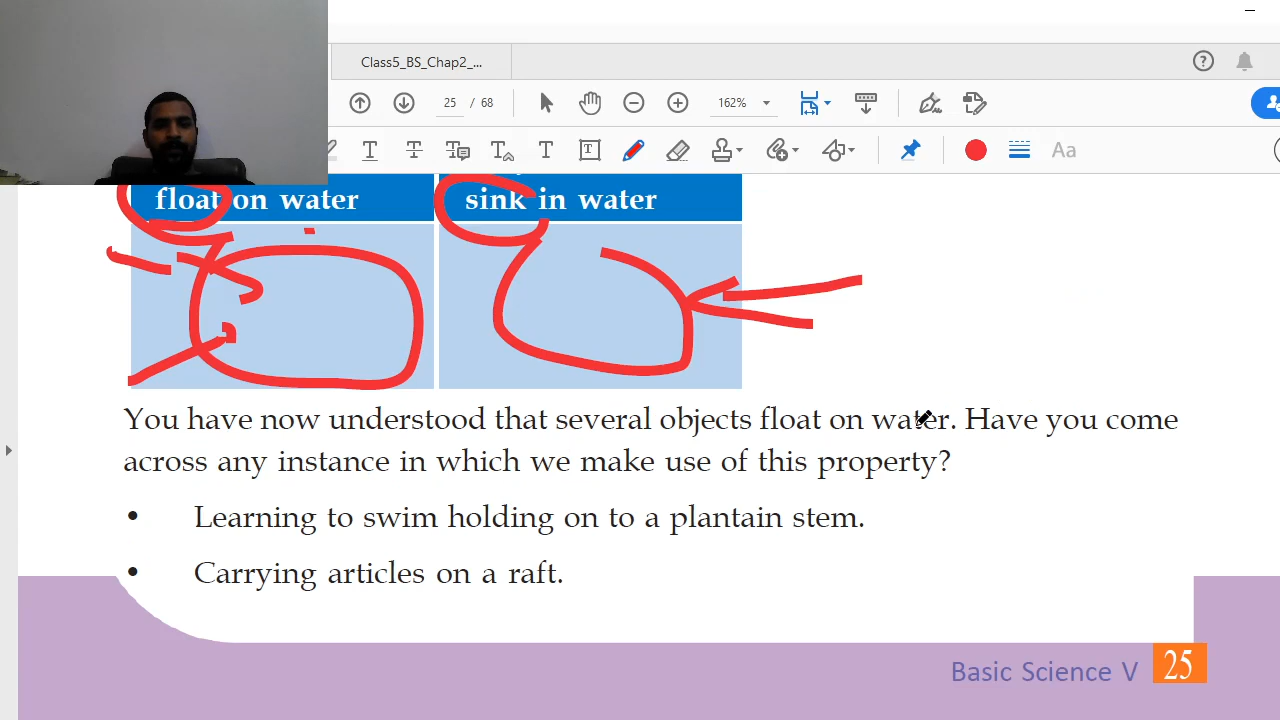 Class5_BS_Chap2_...
25 / 68
162%
T T T T T T Aa
float on water
sink in water
You have now understood that several objects float on water. Have you come
across any instance in which we make use of this property?
• Learning to swim holding on to a plantain stem.
• Carrying articles on a raft.
Basic Science V 25